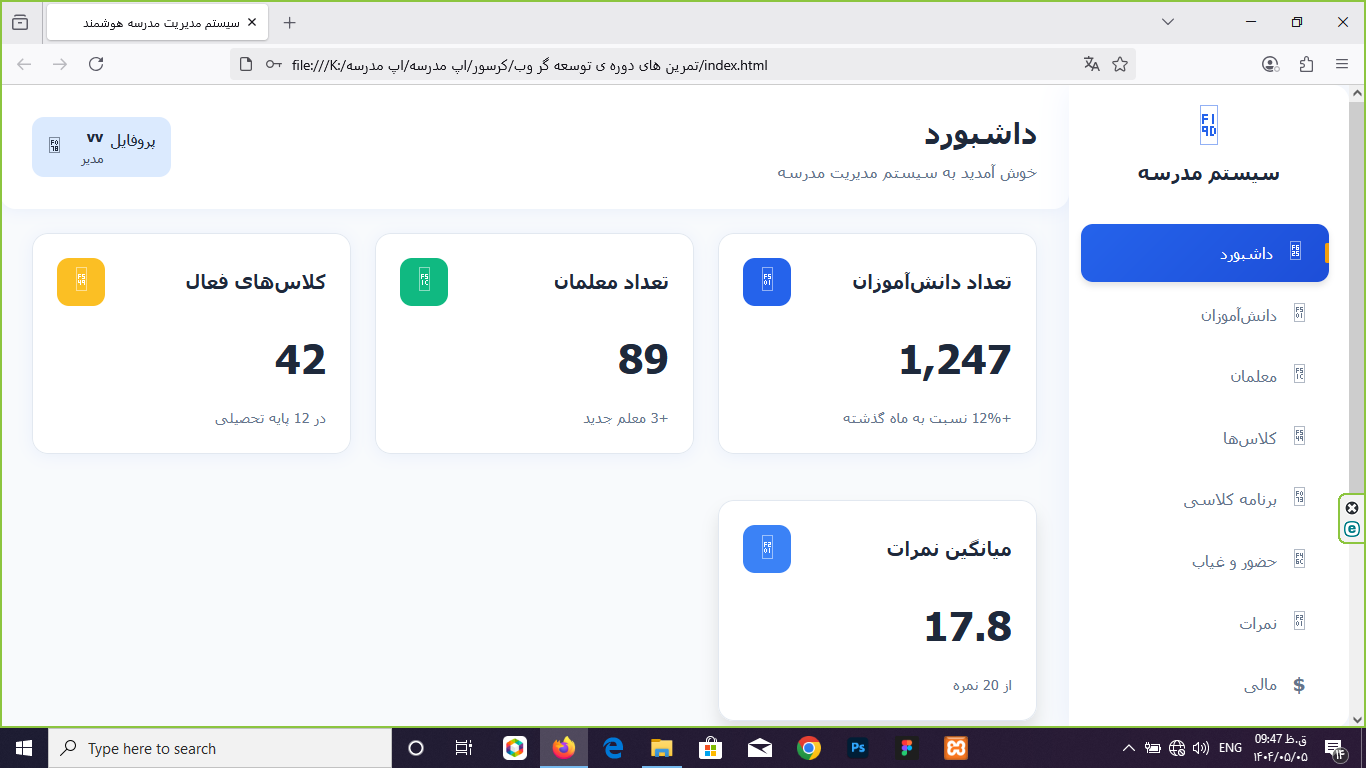 سیستم مدیریت مدرسه هوشمند
file:///K:/تمرین های دوره ی توسعه گر وب/کرسور/اپ مدرسه/اپ مدرسه/index.html
سیستم مدرسه
داشبورد
دانش‌آموزان
معلمان
کلاس‌ها
برنامه کلاسی
حضور و غیاب
نمرات
$ مالی
داشبورد
خوش آمدید به سیستم مدیریت مدرسه
پروفایل vv
مدیر
تعداد دانش‌آموزان
1,247
+12% نسبت به ماه گذشته
تعداد معلمان
89
+3 معلم جدید
کلاس‌های فعال
42
در 12 پایه تحصیلی
میانگین نمرات
17.8
از 20 نمره
Type here to search
Ps
ENG
09:47 ق.ظ
۱۴۰۴/۰۵/۰۵
۱۴